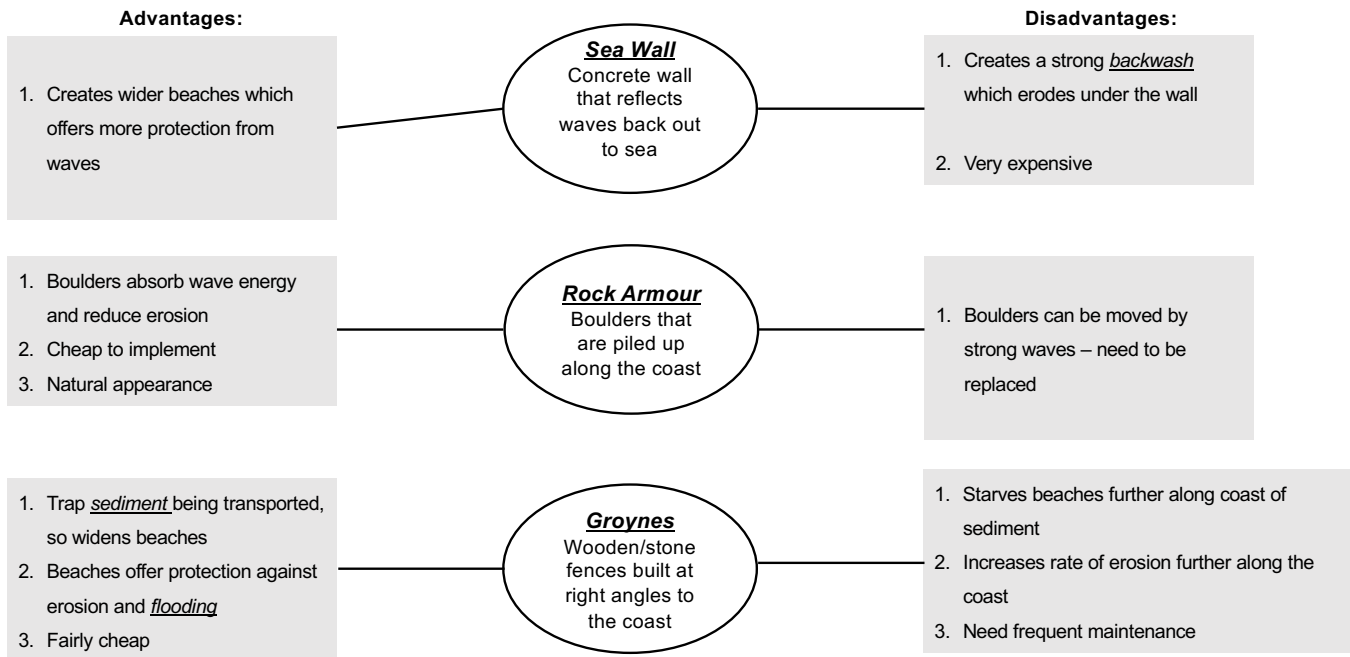 Advantages:
Disadvantages:
1. Creates wider beaches which
offers more protection from
waves
Sea Wall
Concrete wall
that reflects
waves back out
to sea
1. Creates a strong backwash
which erodes under the wall
2. Very expensive
1. Boulders absorb wave energy
and reduce erosion
2. Cheap to implement
3. Natural appearance
Rock Armour
Boulders that
are piled up
along the coast
1. Boulders can be moved by
strong waves – need to be
replaced
1. Trap sediment being transported,
so widens beaches
2. Beaches offer protection against
erosion and flooding
3. Fairly cheap
Groynes
Wooden/stone
fences built at
right angles to
the coast
1. Starves beaches further along coast of
sediment
2. Increases rate of erosion further along the
coast
3. Need frequent maintenance